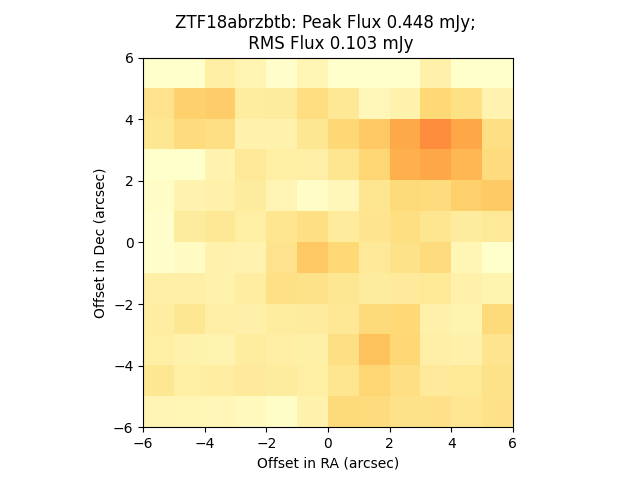 ZTF18abrzbtb: Peak Flux 0.448 mJy;
RMS Flux 0.103 mJy
6
4
2
0
−2
−4
−6
Offset in Dec (arcsec)
−6 −4 −2 0 2 4 6
Offset in RA (arcsec)